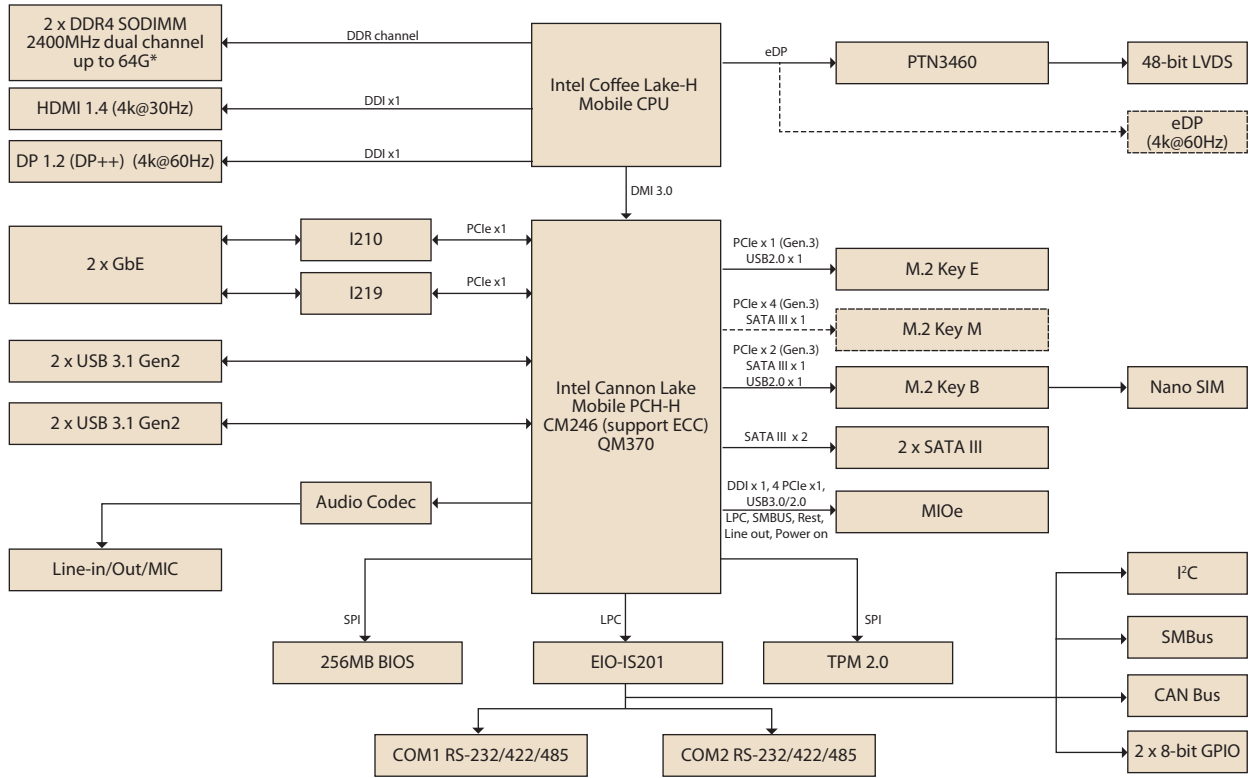 2 x DDR4 SODIMM
2400MHz dual channel
up to 64G*
DDR channel
Intel Coffee Lake-H
Mobile CPU
eDP
PTN3460
48-bit LVDS
HDMI 1.4 (4k@30Hz)
DDI x1
eDP
(4k@60Hz)
DP 1.2 (DP++) (4k@60Hz)
DDI x1
DMI 3.0
2 x GbE
I210
PCIe x1
I219
PCIe x1
2 x USB 3.1 Gen2
2 x USB 3.1 Gen2
Intel Cannon Lake
Mobile PCH-H
CM246 (support ECC)
QM370
PCIe x 1 (Gen.3)
USB2.0 x 1
M.2 Key E
PCIe x 4 (Gen.3)
SATA III x 1
M.2 Key M
PCIe x 2 (Gen.3)
SATA III x 1
USB2.0 x 1
M.2 Key B
Nano SIM
SATA III x 2
2 x SATA III
DDI x 1, 4 PCIe x1,
USB3.0/2.0
LPC, SMBUS, Rest,
Line out, Power on
MIOe
Audio Codec
Line-in/Out/MIC
SPI
256MB BIOS
LPC
EIO-IS201
SPI
TPM 2.0
COM1 RS-232/422/485
COM2 RS-232/422/485
I²C
SMBus
CAN Bus
2 x 8-bit GPIO